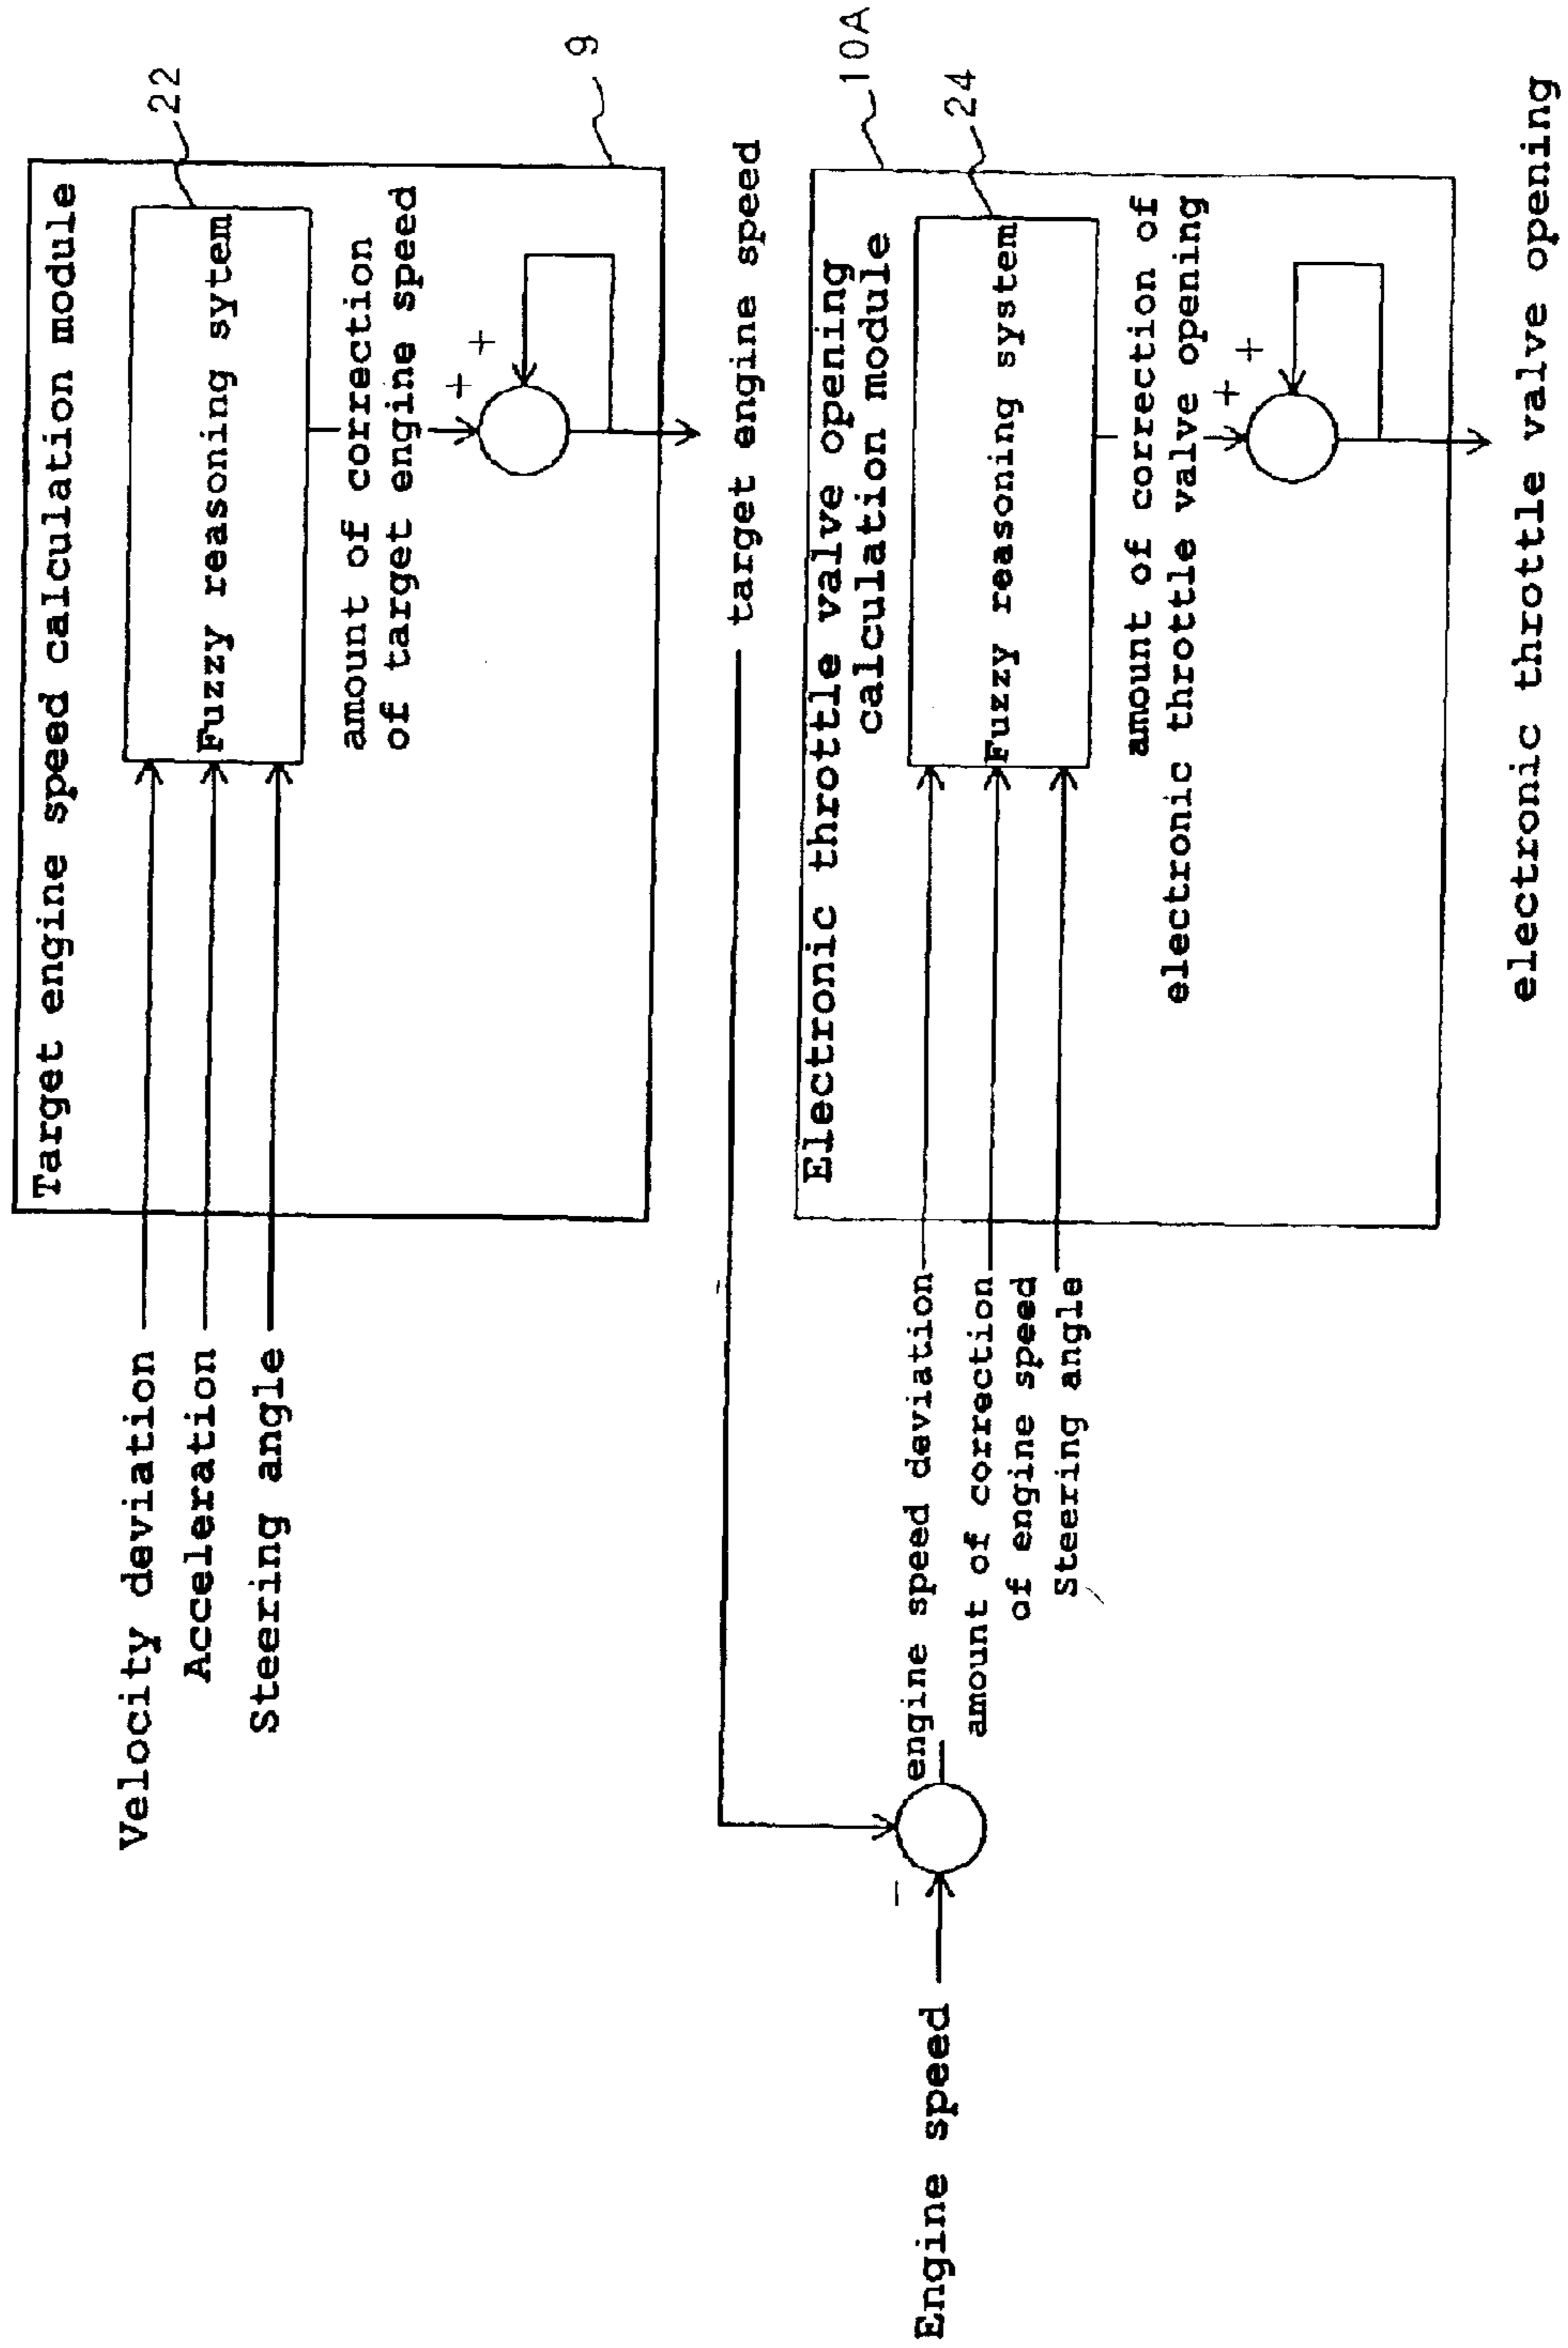 Target engine speed calculation module
22
Velocity deviation
Acceleration
Steering angle
Fuzzy reasoning sytem
amount of correction
of target engine speed
+
+
9
target engine speed
Electronic throttle valve opening
calculation module
10A
24
Engine speed
-
engine speed deviation
amount of correction
of engine speed
Steering angle
Fuzzy reasoning system
amount of correction of
electronic throttle valve opening
+
+
electronic throttle valve opening